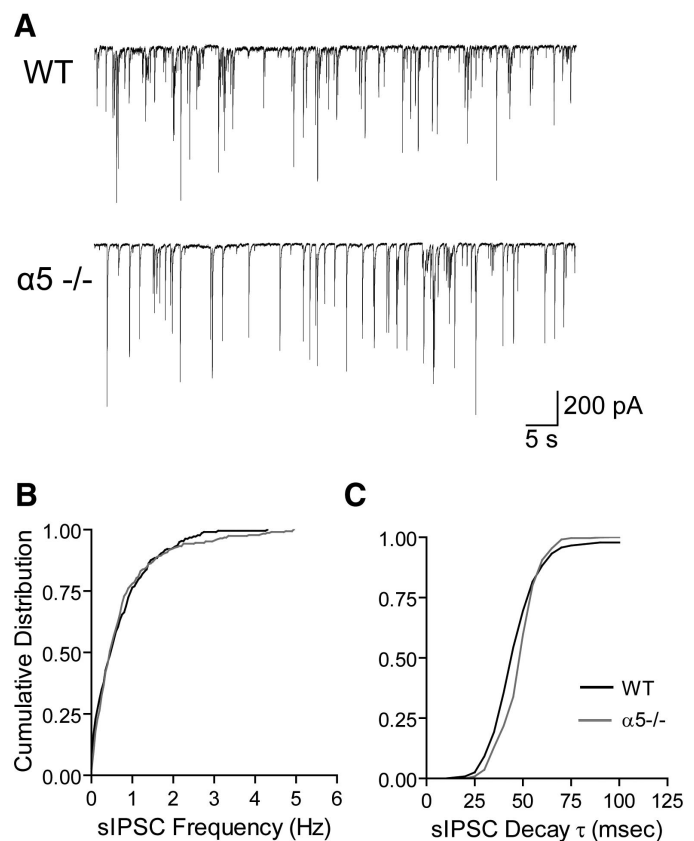 A
WT
α5 -/-
200 pA
5 s
B
Cumulative Distribution
1.00
0.75
0.50
0.25
0.00
0 1 2 3 4 5 6
sIPSC Frequency (Hz)
C
1.00
0.75
0.50
0.25
0.00
WT
α5-/-
0 25 50 75 100 125
sIPSC Decay τ (msec)